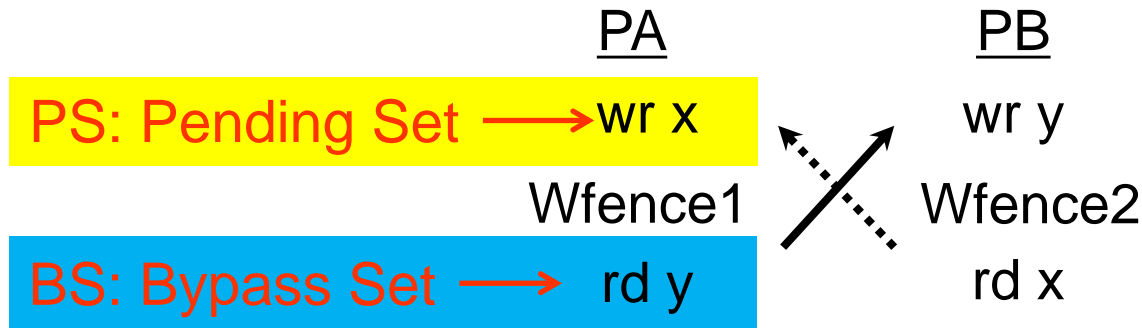 PA PB
PS: Pending Set wr x wr y
Wfence1 Wfence2
BS: Bypass Set rd y rd x